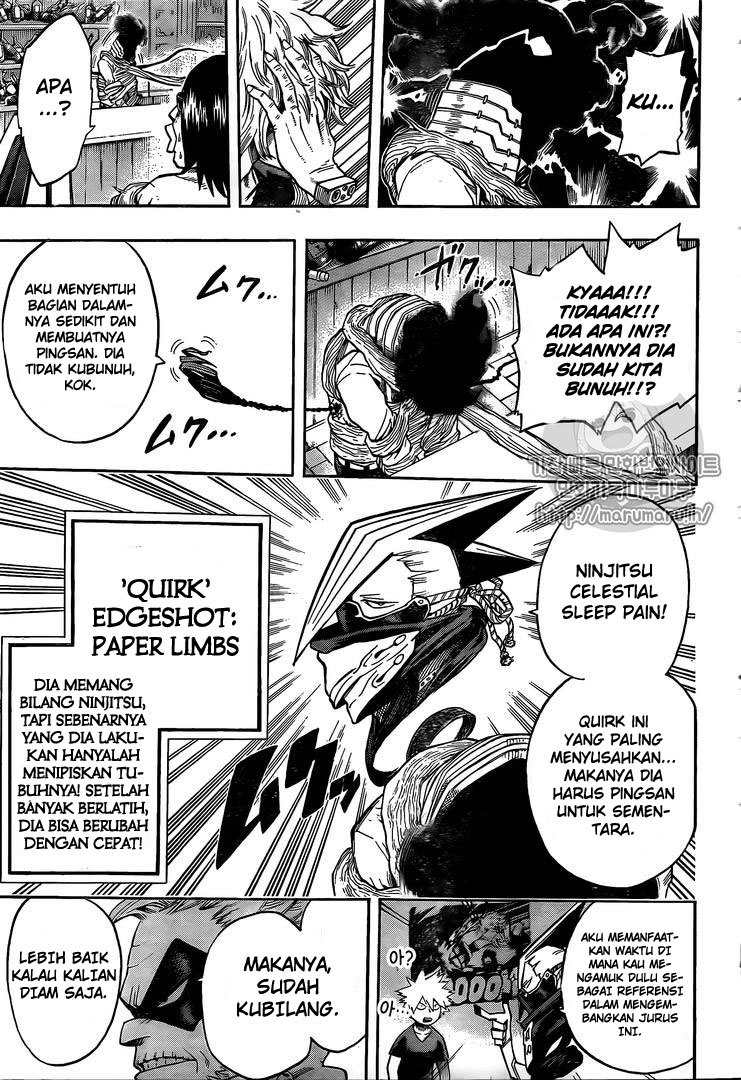 KU...
APA
...?
KYAAA!!!
TIDAAAK!!!
ADA APA INI?!
BUKANNYA DIA
SUDAH KITA
BUNUH!!?
AKU MENYENTUH
BAGIAN DALAM-
NYA SEDIKIT DAN
MEMBUATNYA
PINGSAN. DIA
TIDAK KUBUNUH,
KOK.
ムク...
ムク...
http://marumaru.in/
NINJITSU
CELESTIAL
SLEEP PAIN!
QUIRK INI
YANG PALING
MENYUSAHKAN...
MAKANYA DIA
HARUS PINGSAN
UNTUK SEMEN-
TARA.
'QUIRK'
EDGESHOT:
PAPER LIMBS
DIA MEMANG
BILANG NINJITSU,
TAPI SEBENARNYA
YANG DIA LAKU-
KAN HANYALAH
MENIPISKAN TU-
BUHNYA! SETELAH
BANYAK BERLATIH,
DIA BISA BERUBAH
DENGAN CEPAT!
AKU MEMANFAAT-
KAN WAKTU DI
MANA KAU ME-
NGAMUK DULU SE-
BAGAI REFERENSI
DALAM MENGEM-
BANGKAN JURUS
INI.
아?
아...
MAKANYA,
SUDAH
KUBILANG.
LEBIH BAIK
KALAU KALIAN
DIAM SAJA.